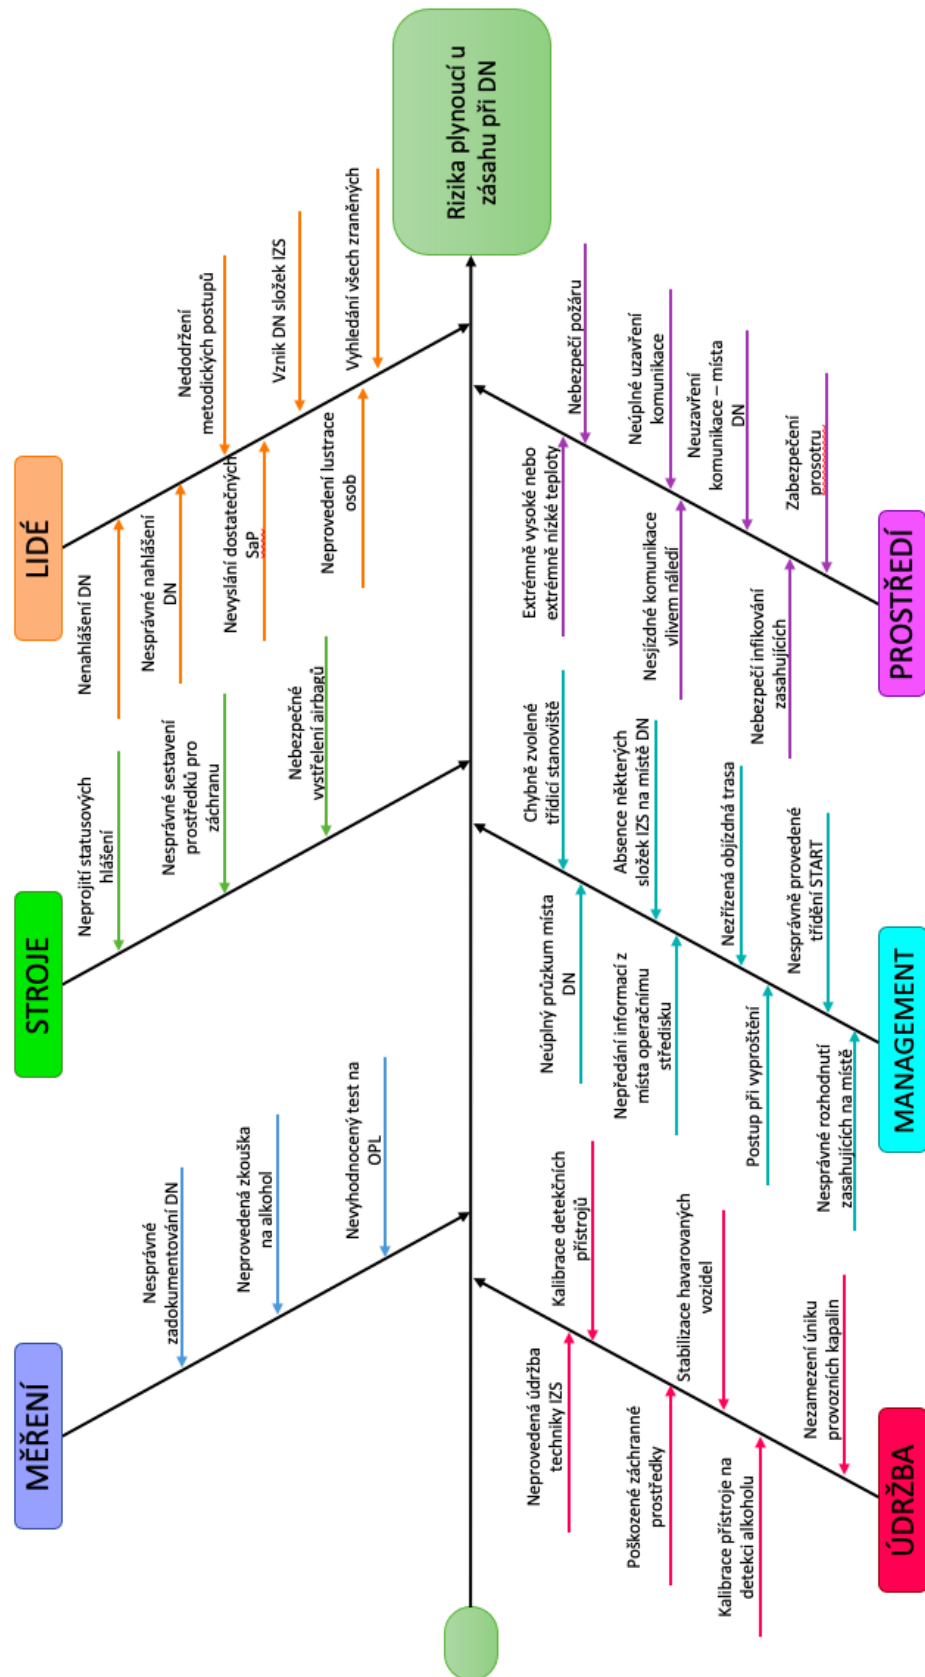 MĚŘENÍ
STROJE
LIDÉ
Nesprávné
zadokumentování DN
Neprovedená zkouška
na alkohol
Nevyhodnocený test na
OPL
Neprojití statusových
hlášení
Nesprávné sestavení
prostředků pro
záchranu
Nebezpečné
vystřelení airbagů
Nenahlášení DN
Nesprávné nahlášení
DN
Nevyslání dostatečných
SaP
Neprovedení lustrace
osob
Nedodržení
metodických postupů
Vznik DN složek IZS
Vyhledání všech zraněných
Rizika plynoucí u
zásahu při DN
Neprovedená údržba
techniky IZS
Poškozené záchranné
prostředky
Kalibrace přístroje na
detekci alkoholu
Kalibrace detekčních
přístrojů
Stabilizace havarovaných
vozidel
Nezamezení úniku
provozních kapalin
Neúplný průzkum místa
DN
Nepředání informací z
místa operačnímu
středisku
Postup při vyproštění
Nesprávné rozhodnutí
zasahujících na místě
Chybně zvolené
třídicí stanoviště
Absence některých
složek IZS na místě DN
Nezřízená objízdná trasa
Nesprávně provedené
třídění START
Extrémně vysoké nebo
extrémně nízké teploty
Nesjízdné komunikace
vlivem náledí
Nebezpečí infikování
zasahujících
Nebezpečí požáru
Neúplné uzavření
komunikace
Neuzavření
komunikace – místa
DN
Zabezpečení
prosotru
ÚDRŽBA
MANAGEMENT
PROSTŘEDÍ